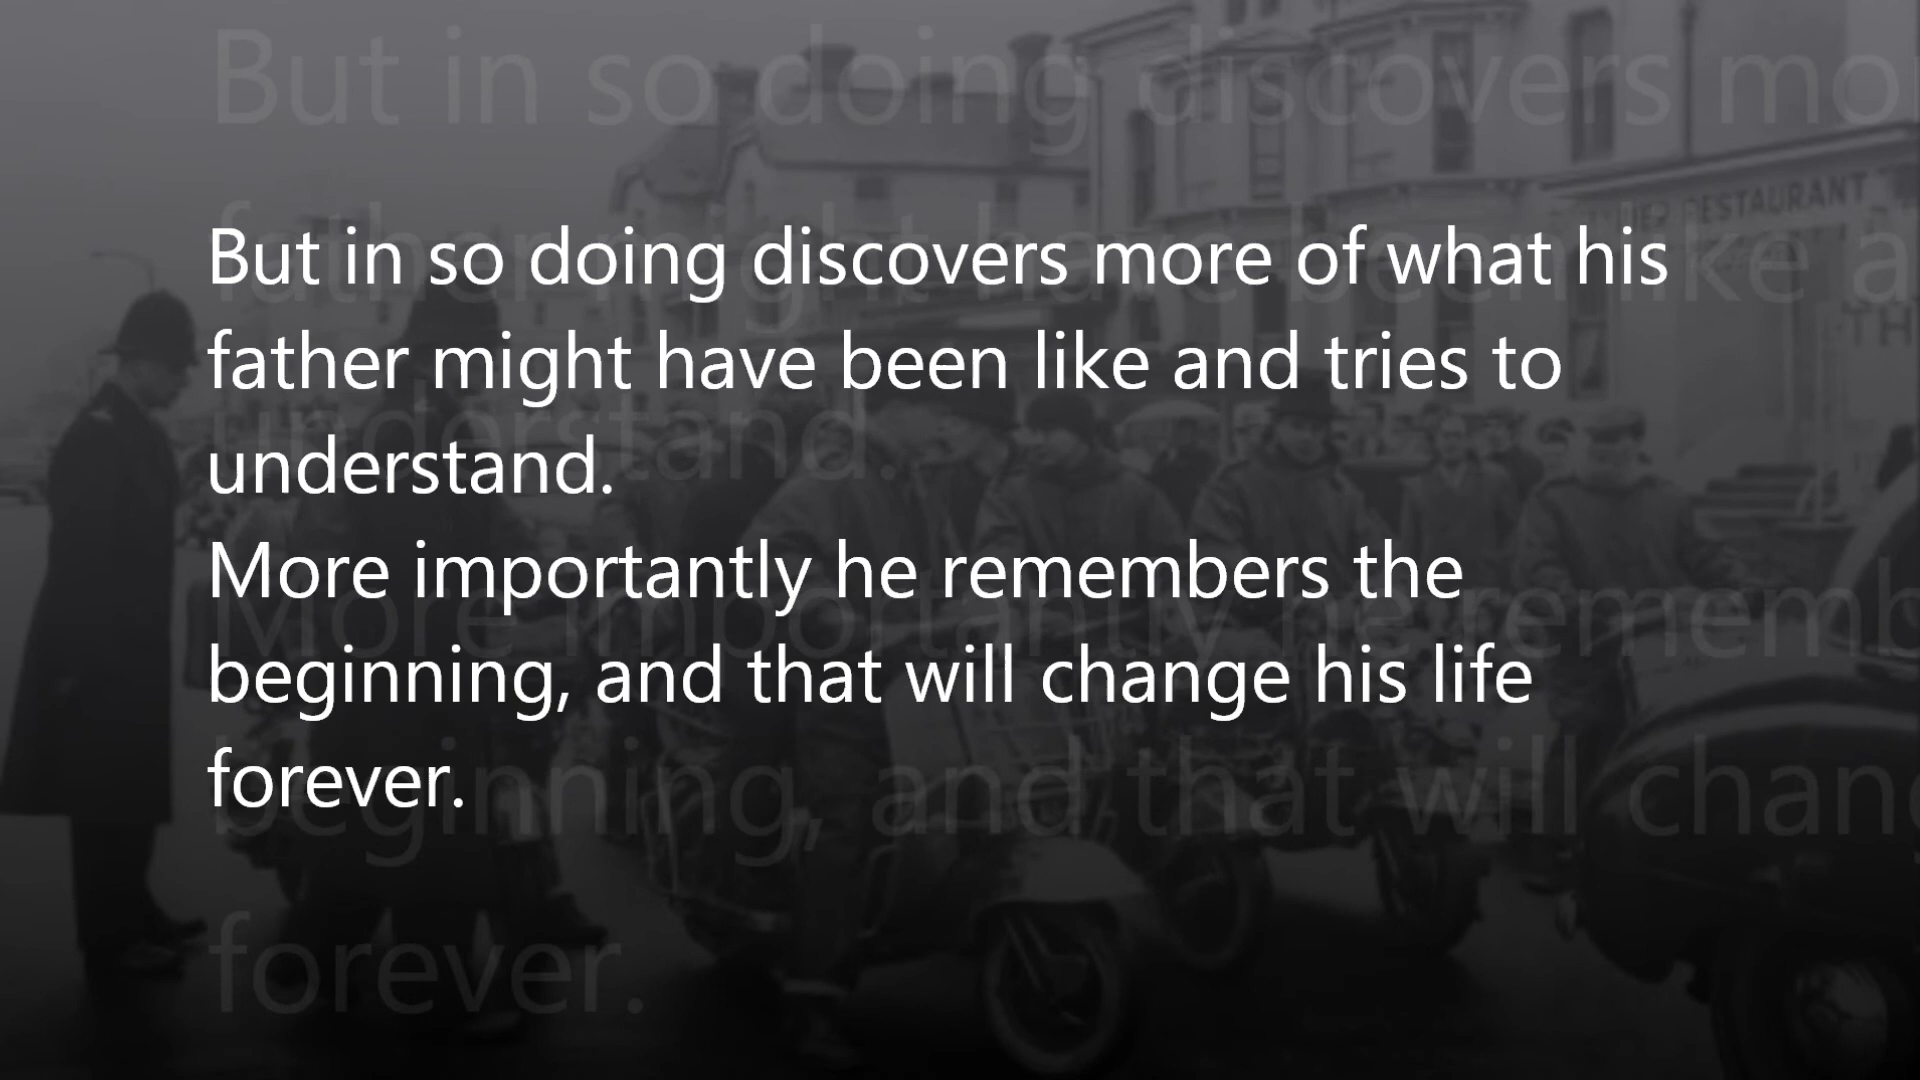 But in so doing discovers more of what his
father might have been like and tries to
understand.
More importantly he remembers the
beginning, and that will change his life
forever.
RESTAURANT